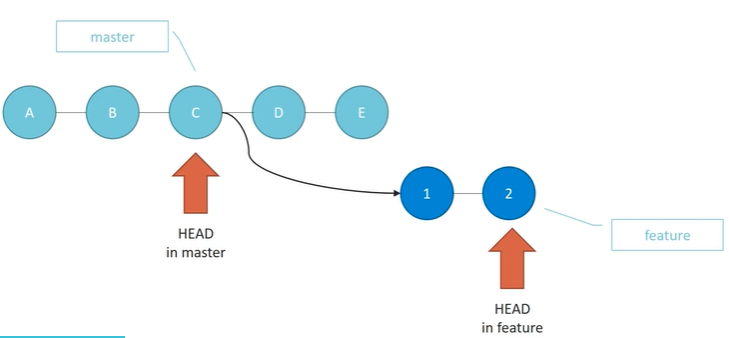 master
A
B
C
D
E
1
2
HEAD
in master
feature
HEAD
in feature